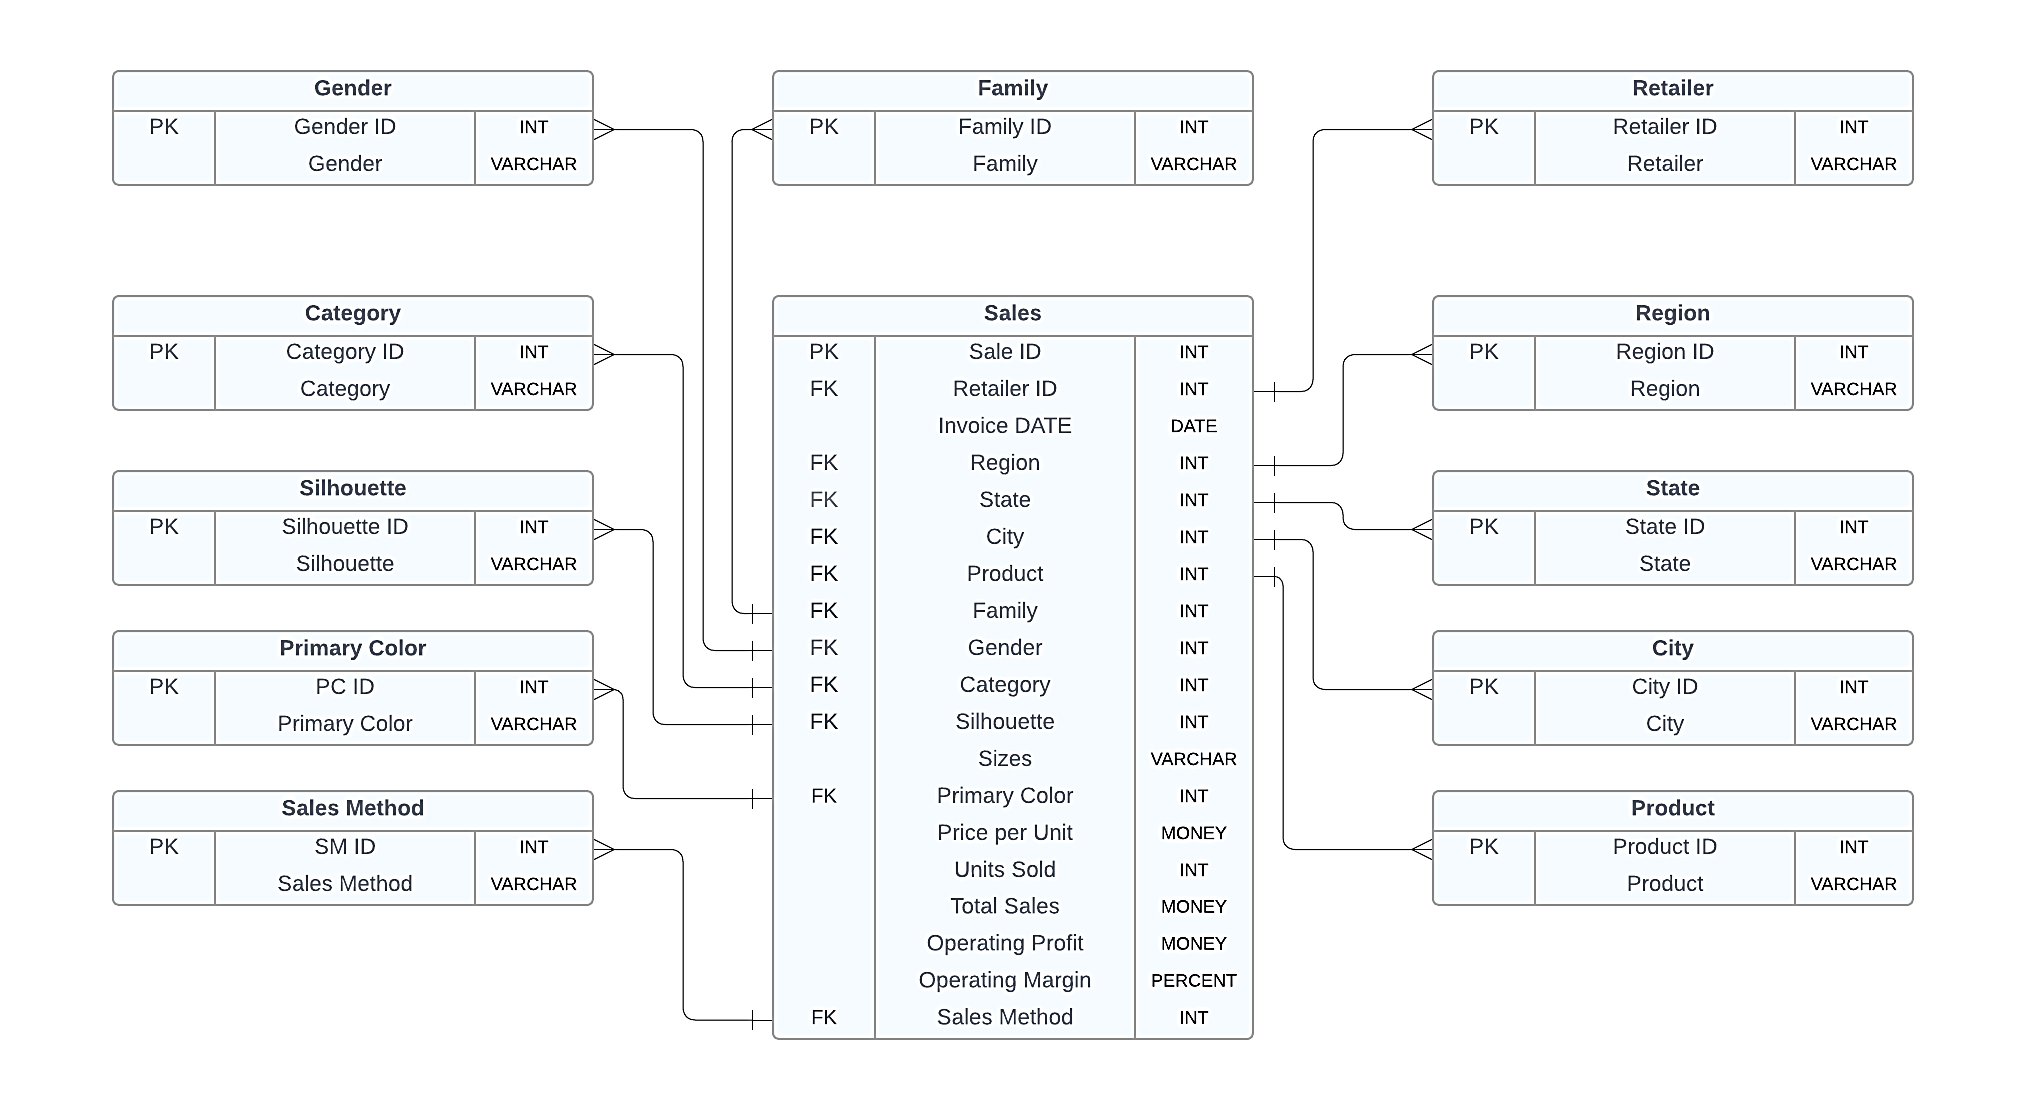 Gender
PK Gender ID INT
Gender VARCHAR
Family
PK Family ID INT
Family VARCHAR
Retailer
PK Retailer ID INT
Retailer VARCHAR
Category
PK Category ID INT
Category VARCHAR
Silhouette
PK Silhouette ID INT
Silhouette VARCHAR
Primary Color
PK PC ID INT
Primary Color VARCHAR
Sales Method
PK SM ID INT
Sales Method VARCHAR
Sales
PK Sale ID INT
FK Retailer ID INT
Invoice DATE DATE
FK Region INT
FK State INT
FK City INT
FK Product INT
FK Family INT
FK Gender INT
FK Category INT
FK Silhouette INT
Sizes VARCHAR
FK Primary Color INT
Price per Unit MONEY
Units Sold INT
Total Sales MONEY
Operating Profit MONEY
Operating Margin PERCENT
FK Sales Method INT
Region
PK Region ID INT
Region VARCHAR
State
PK State ID INT
State VARCHAR
City
PK City ID INT
City VARCHAR
Product
PK Product ID INT
Product VARCHAR